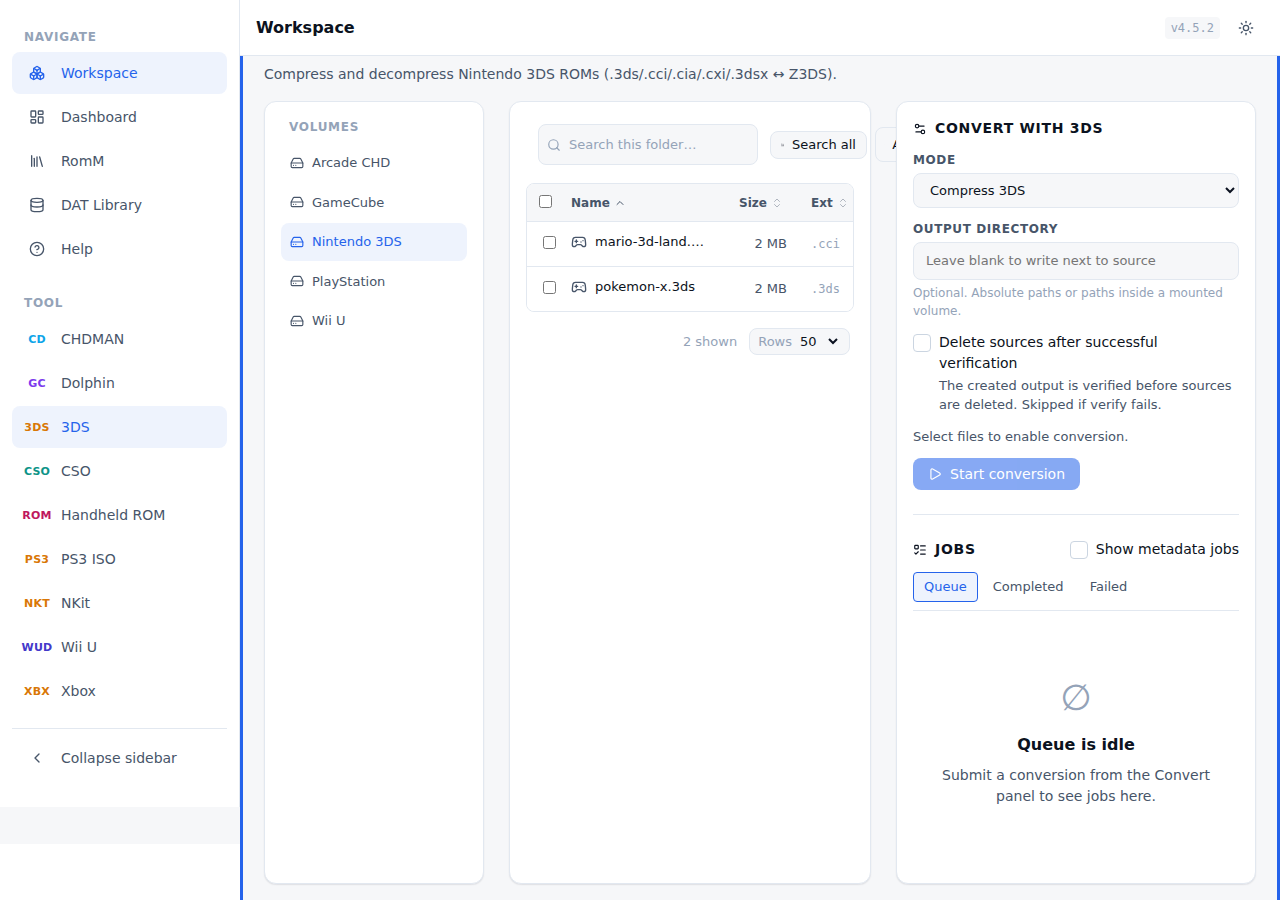 NAVIGATE
Workspace
Dashboard
RomM
DAT Library
Help
TOOL
CD CHDMAN
GC Dolphin
3DS 3DS
CSO CSO
ROM Handheld ROM
PS3 PS3 ISO
NKT NKit
WUD Wii U
XBX Xbox
Collapse sidebar
Workspace
v4.5.2
Compress and decompress Nintendo 3DS ROMs (.3ds/.cci/.cia/.cxi/.3dsx ↔ Z3DS).
VOLUMES
Arcade CHD
GameCube
Nintendo 3DS
PlayStation
Wii U
Search this folder…
Search all
Name Size Ext
mario-3d-land.… 2 MB .cci
pokemon-x.3ds 2 MB .3ds
2 shown Rows 50
CONVERT WITH 3DS
MODE
Compress 3DS
OUTPUT DIRECTORY
Leave blank to write next to source
Optional. Absolute paths or paths inside a mounted
volume.
Delete sources after successful
verification
The created output is verified before sources
are deleted. Skipped if verify fails.
Select files to enable conversion.
Start conversion
JOBS Show metadata jobs
Queue Completed Failed
Queue is idle
Submit a conversion from the Convert
panel to see jobs here.